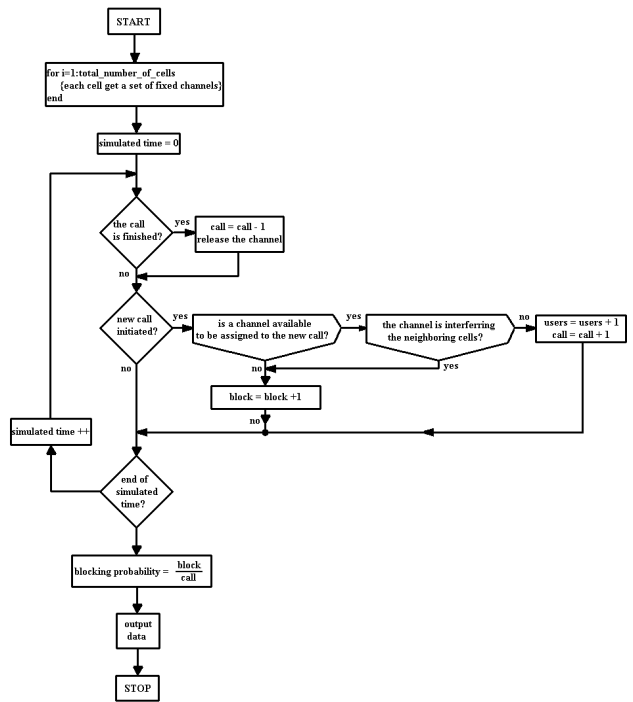 START
for i=1:total_number_of_cells
{each cell get a set of fixed channels}
end
simulated time = 0
the call
is finished?
yes
call = call - 1
release the channel
no
new call
initiated?
yes
is a channel available
to be assigned to the new call?
yes
the channel is interferring
the neighboring cells?
no
users = users + 1
call = call + 1
no
no
yes
block = block +1
no
simulated time ++
end of
simulated
time?
blocking probability = block
call
output
data
STOP